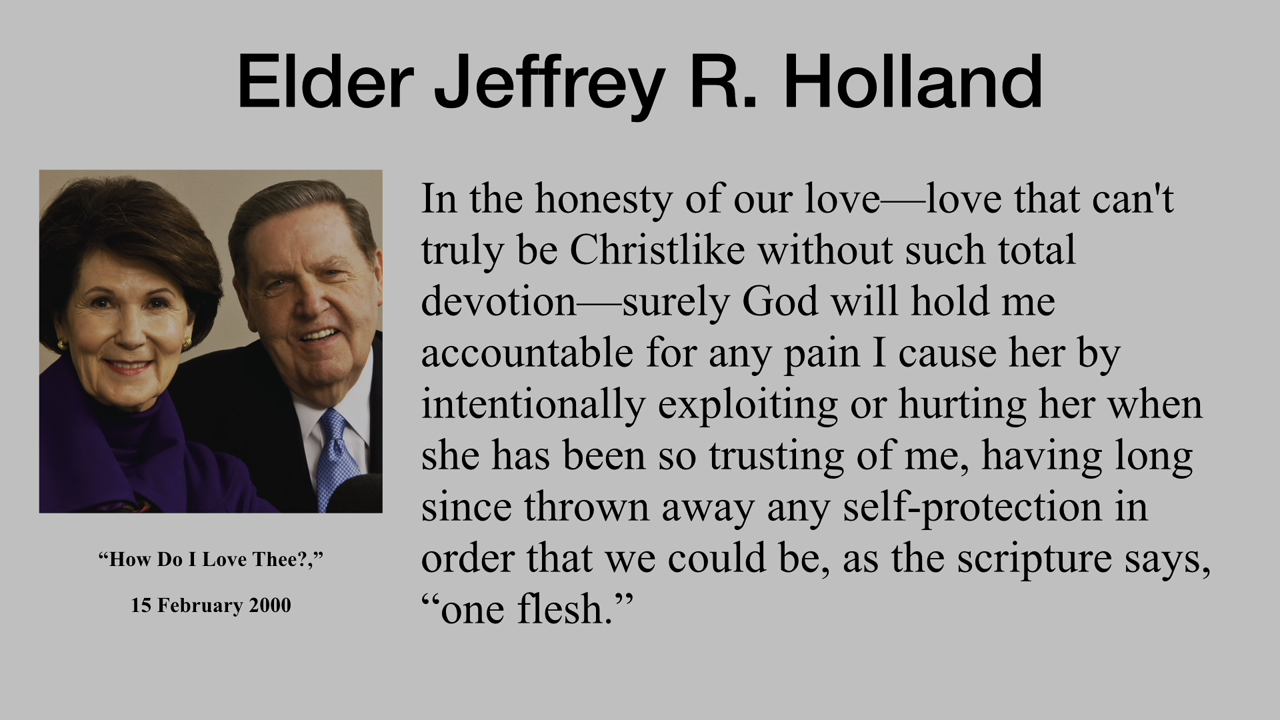 Elder Jeffrey R. Holland
In the honesty of our love—love that can't
truly be Christlike without such total
devotion—surely God will hold me
accountable for any pain I cause her by
intentionally exploiting or hurting her when
she has been so trusting of me, having long
since thrown away any self-protection in
order that we could be, as the scripture says,
“one flesh.”
“How Do I Love Thee?,”
15 February 2000